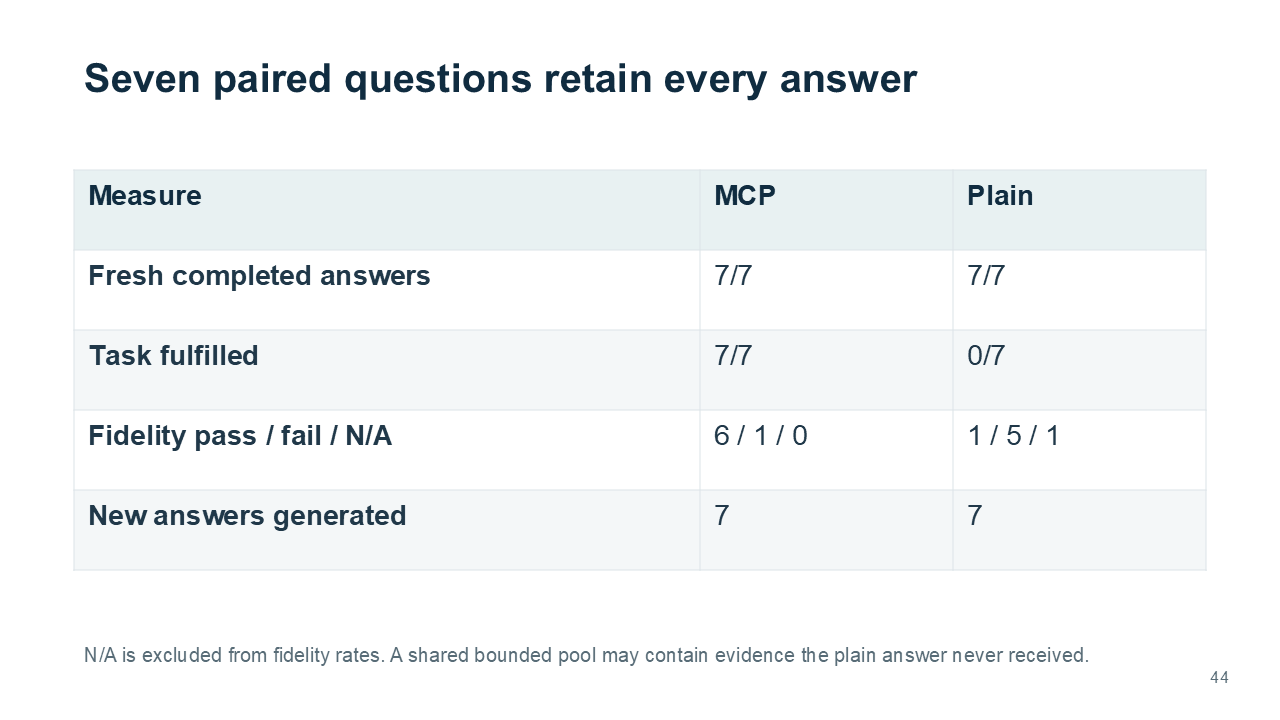 Seven paired questions retain every answer
Measure MCP Plain
Fresh completed answers 7/7 7/7
Task fulfilled 7/7 0/7
Fidelity pass / fail / N/A 6 / 1 / 0 1 / 5 / 1
New answers generated 7 7
N/A is excluded from fidelity rates. A shared bounded pool may contain evidence the plain answer never received.
44